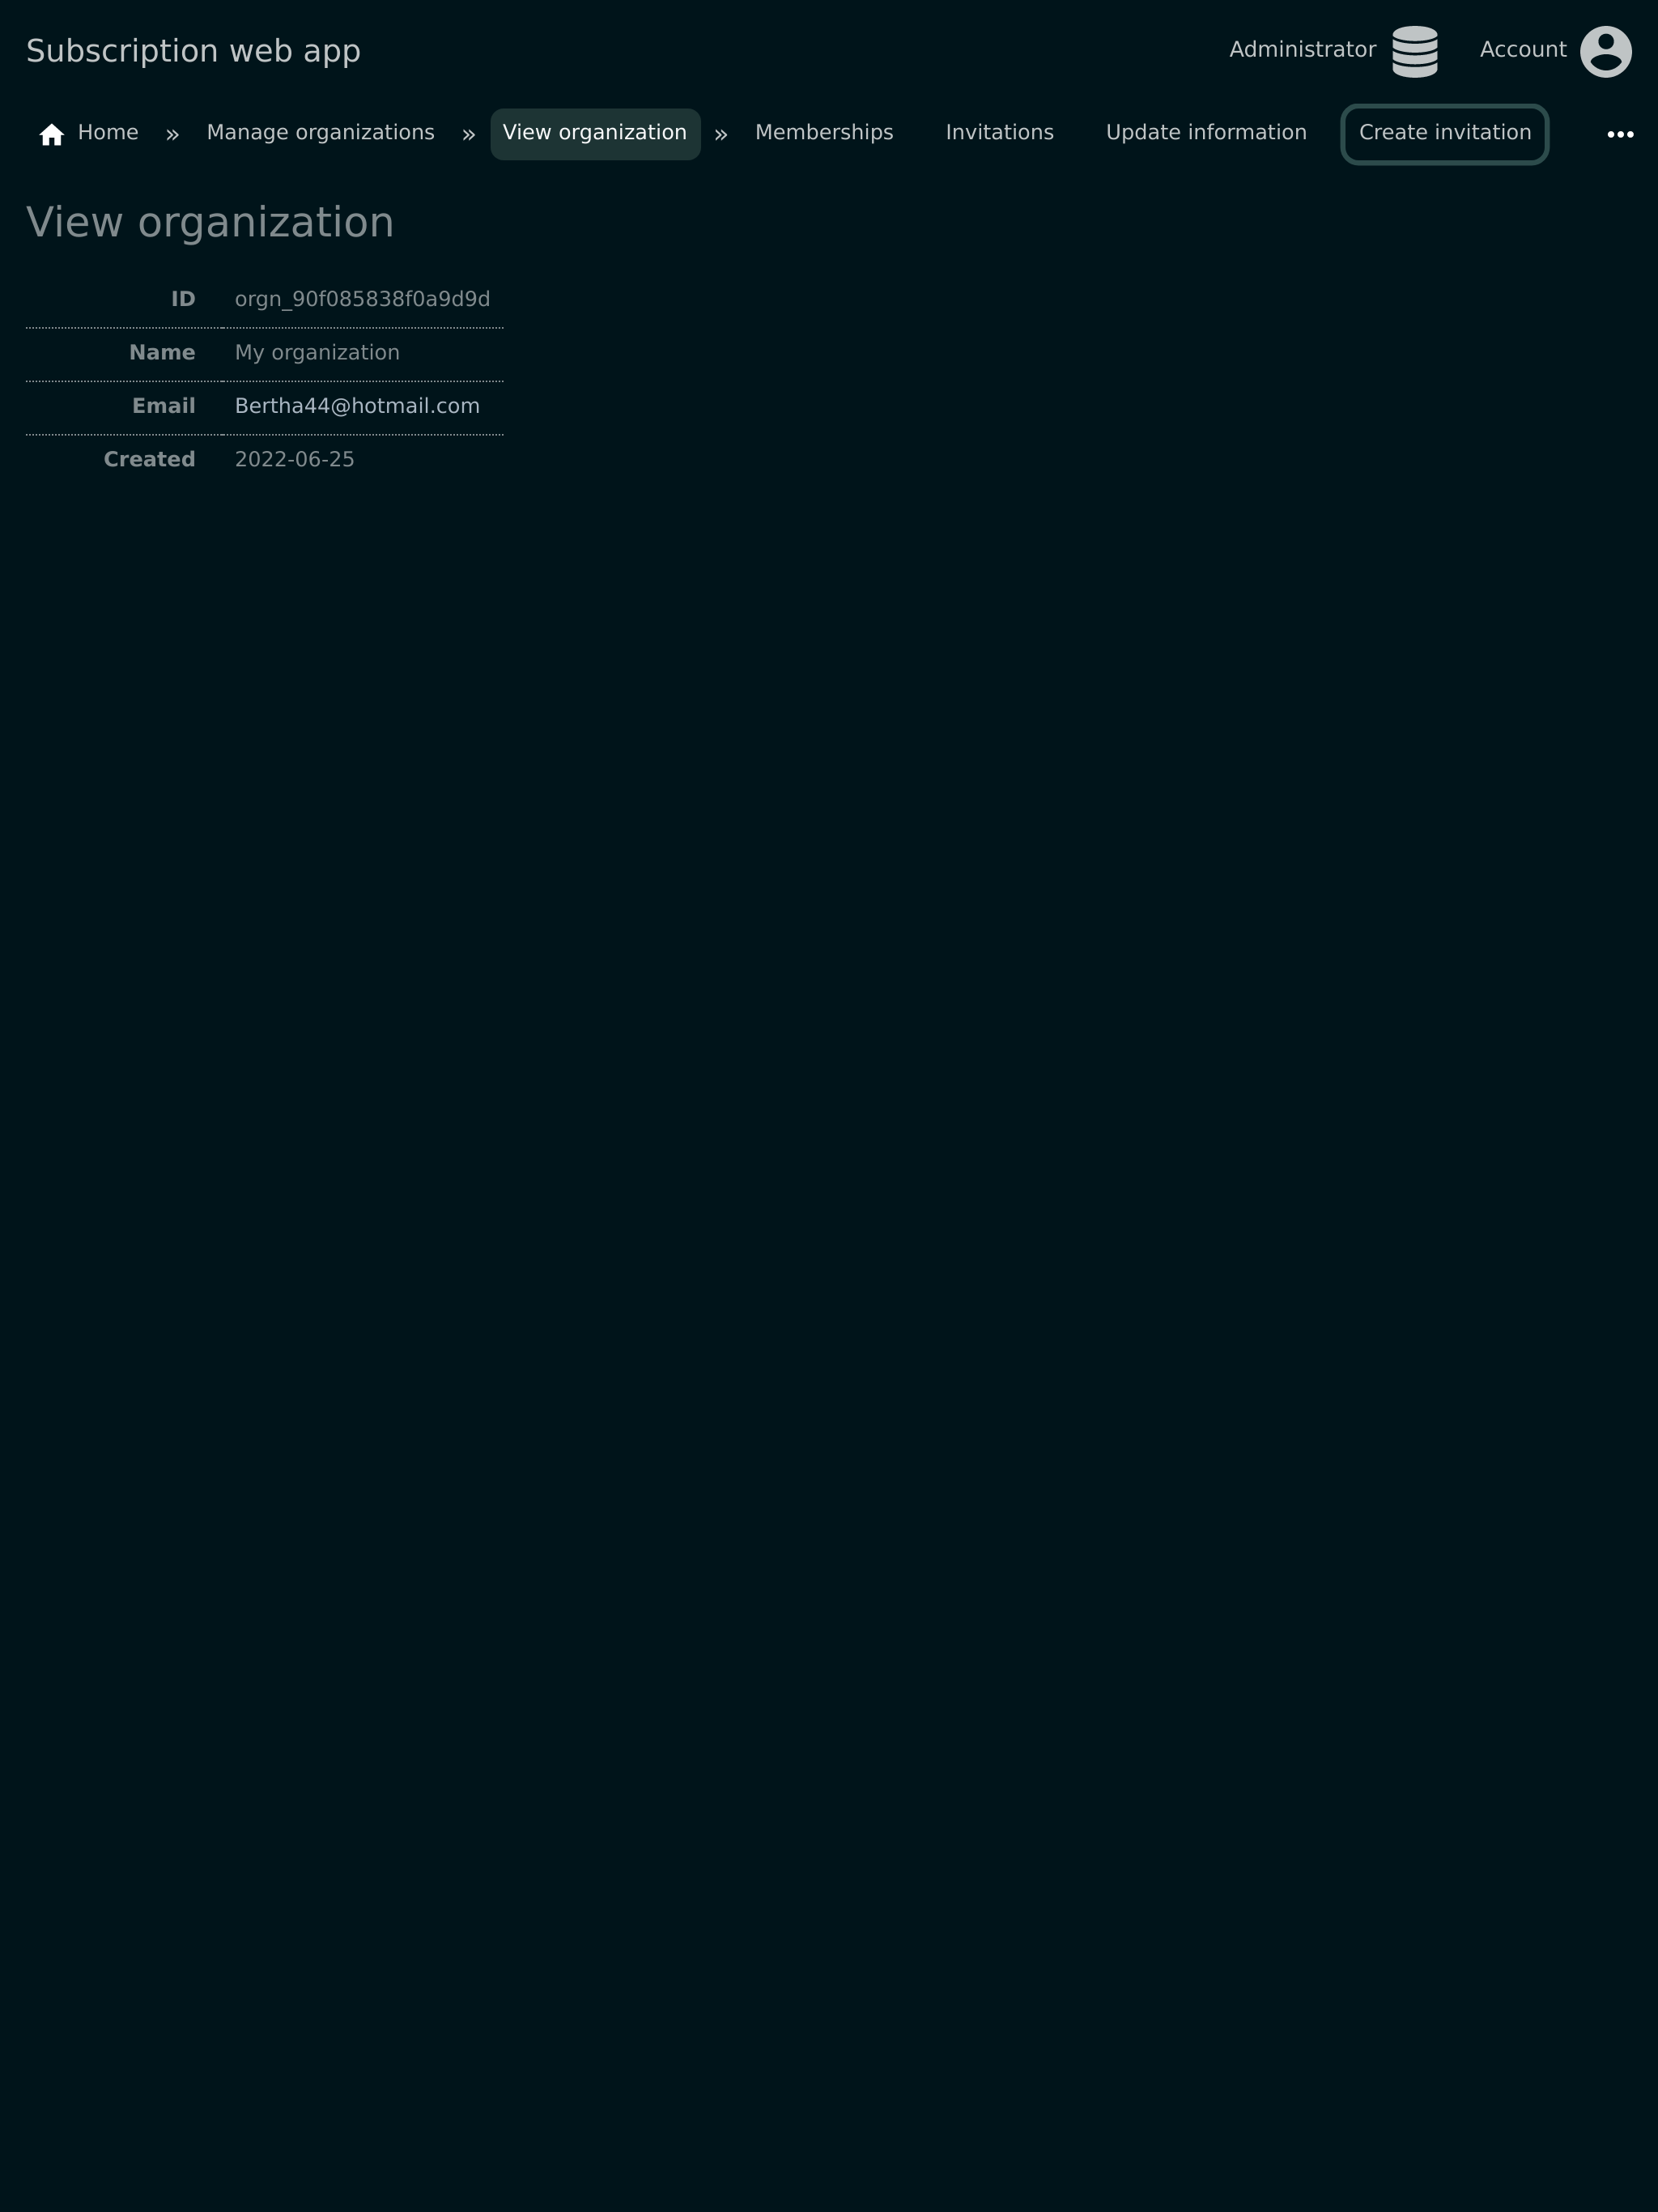 Subscription web app
Administrator
Account
Home » Manage organizations » View organization » Memberships Invitations Update information Create invitation
View organization
ID orgn_90f085838f0a9d9d
Name My organization
Email Bertha44@hotmail.com
Created 2022-06-25